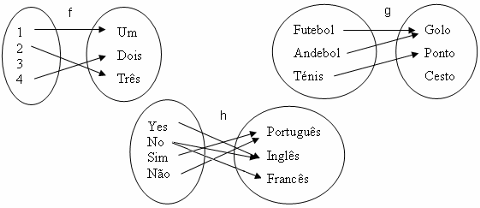 f
1
2
3
4
Um
Dois
Três
g
Futebol
Andebol
Ténis
Golo
Ponto
Cesto
h
Yes
No
Sim
Não
Português
Inglês
Francês